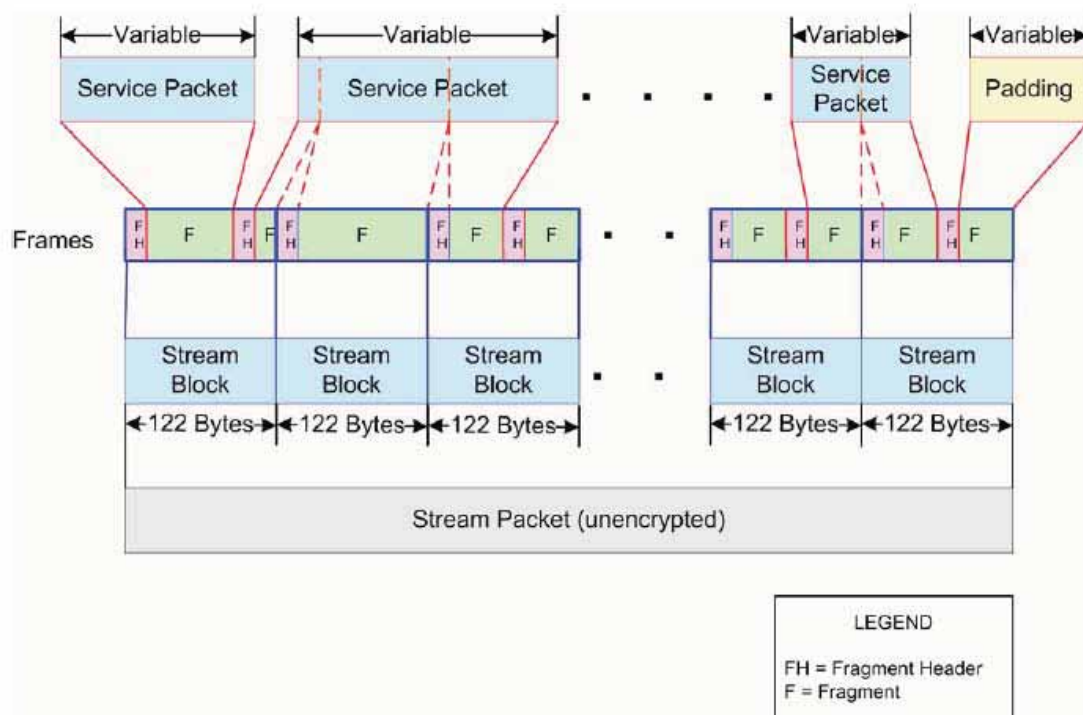 Variable Variable Variable Variable
Service Packet Service Packet Service
Packet Padding
Frames F
H F F
H F F
H F F
H F F
H F F
H F F
H F F
H F F
H F
Stream
Block Stream
Block Stream
Block Stream
Block Stream
Block
122 Bytes 122 Bytes 122 Bytes 122 Bytes 122 Bytes
Stream Packet (unencrypted)
LEGEND
FH = Fragment Header
F = Fragment